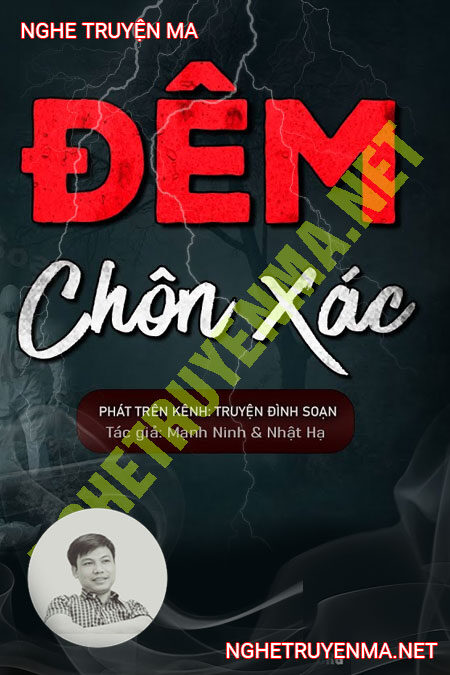 NGHE TRUYỆN MA
ĐÊM
Chôn Xác
PHÁT TRÊN KÊNH: TRUYỆN ĐÌNH SOẠN
Tác giả: Mạnh Ninh & Nhật Hạ
NGHETRUYENMA.NET
NGHETRUYENMA.NET